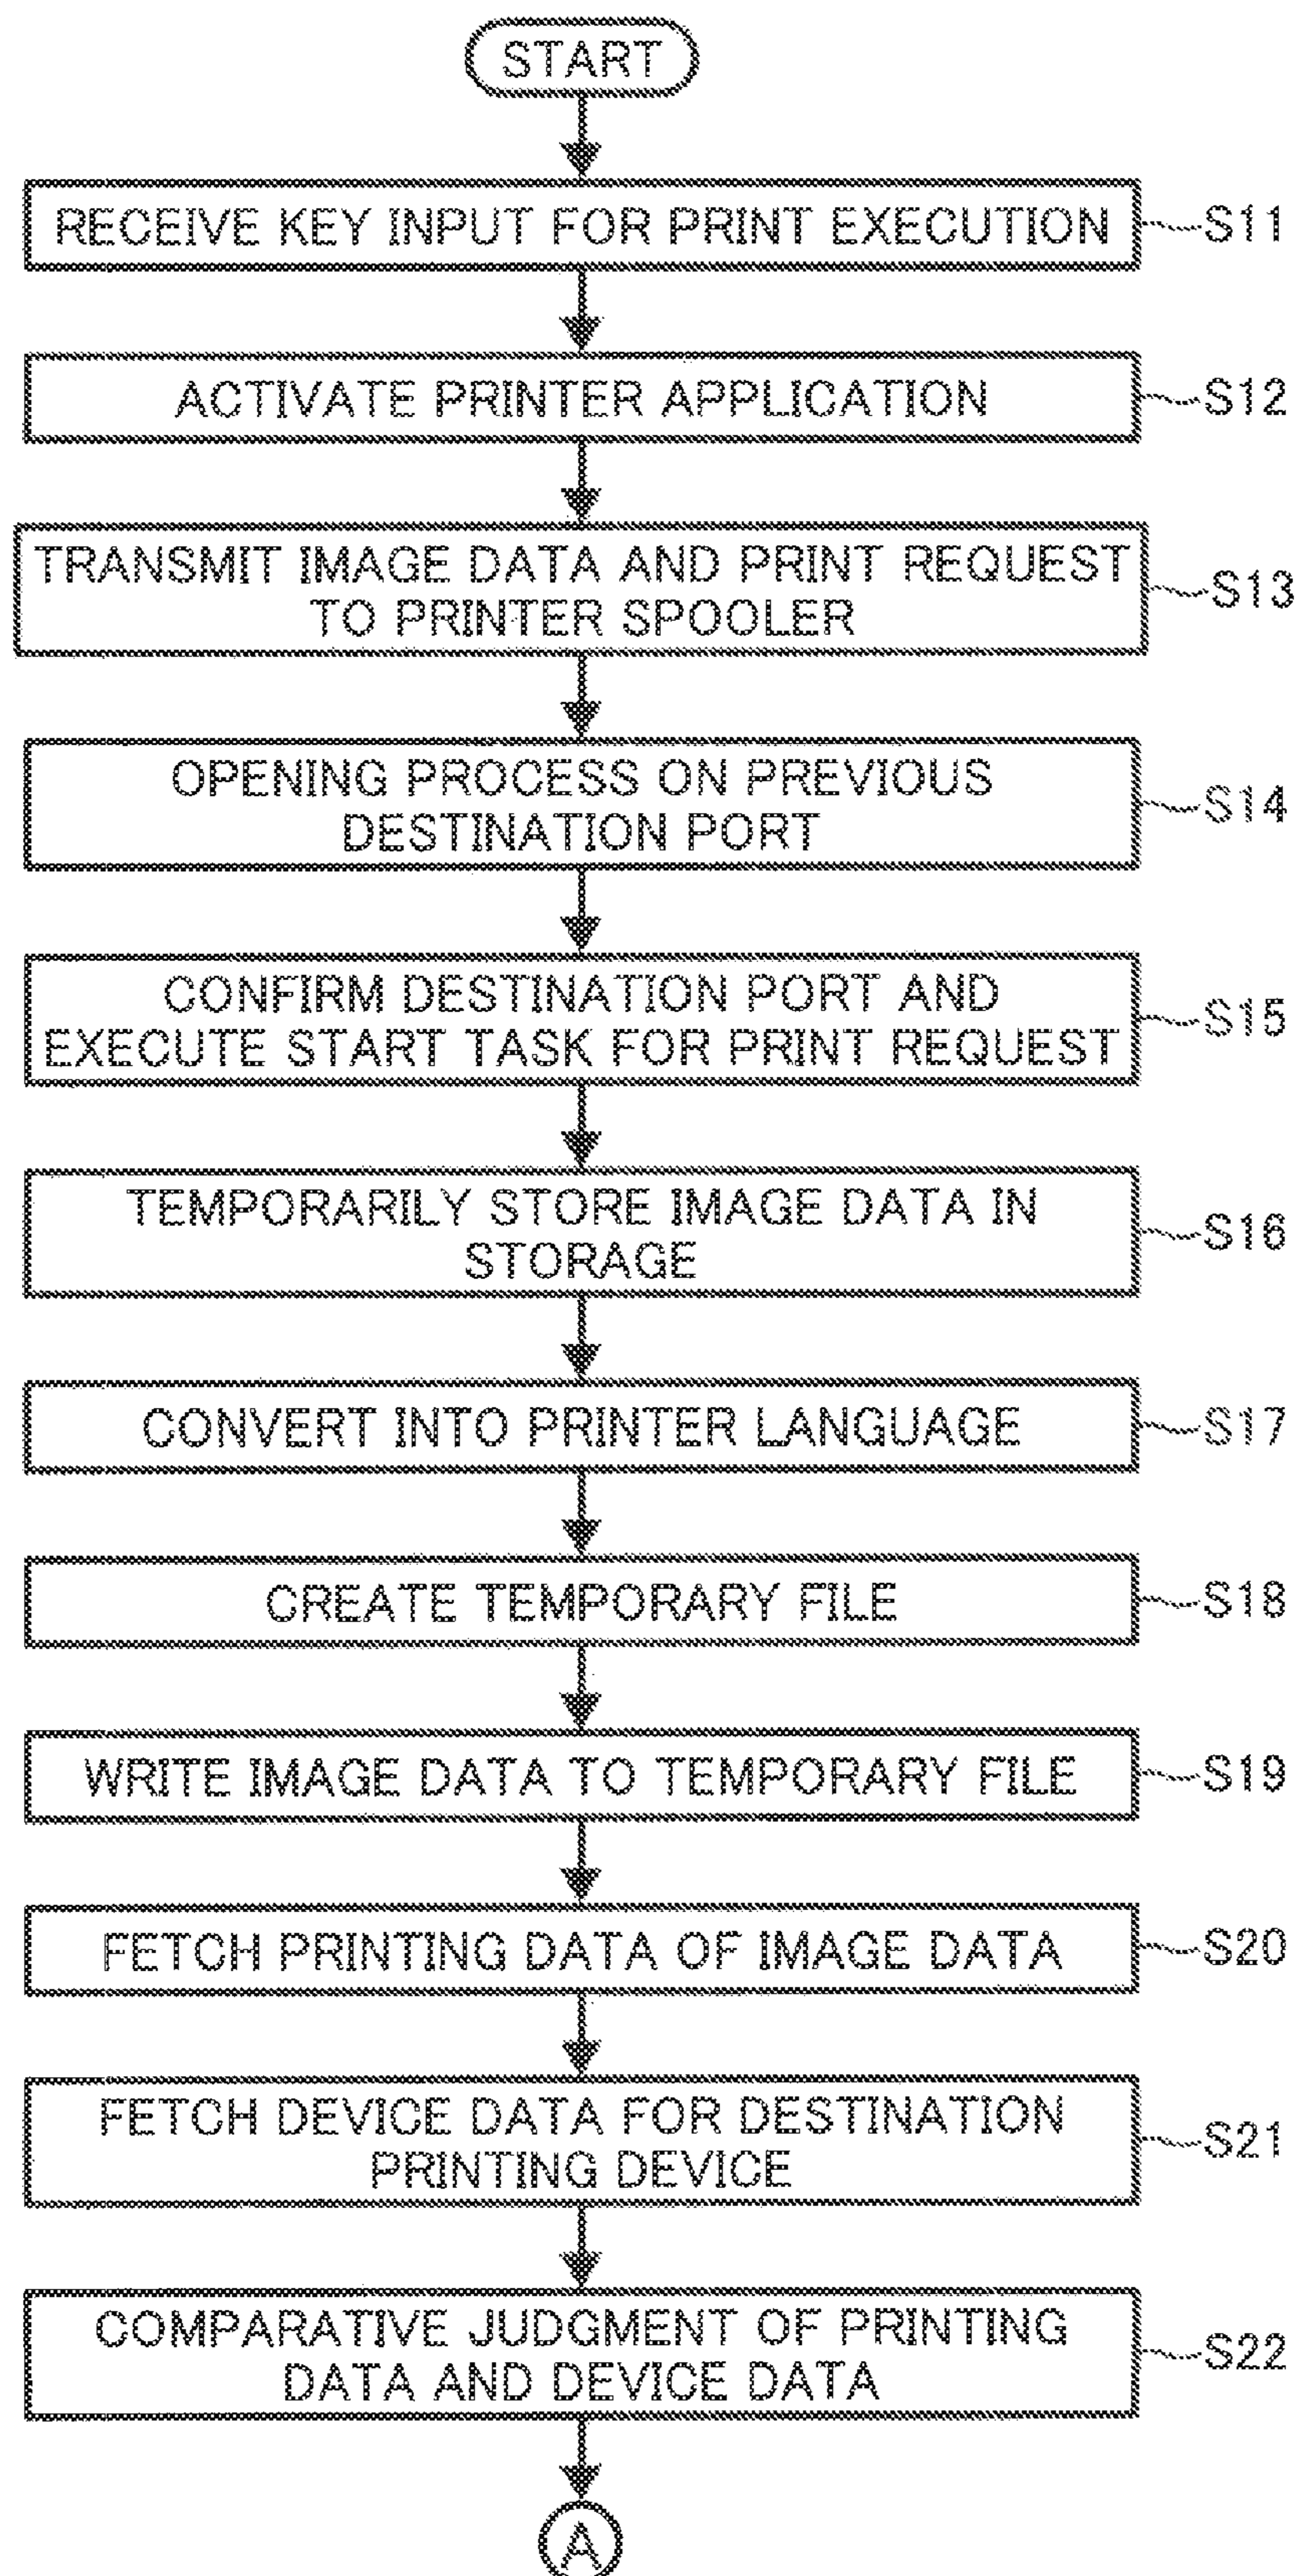 START
RECEIVE KEY INPUT FOR PRINT EXECUTION
S11
ACTIVATE PRINTER APPLICATION
S12
TRANSMIT IMAGE DATA AND PRINT REQUEST
TO PRINTER SPOOLER
S13
OPENING PROCESS ON PREVIOUS
DESTINATION PORT
S14
CONFIRM DESTINATION PORT AND
EXECUTE START TASK FOR PRINT REQUEST
S15
TEMPORARILY STORE IMAGE DATA IN
STORAGE
S16
CONVERT INTO PRINTER LANGUAGE
S17
CREATE TEMPORARY FILE
S18
WRITE IMAGE DATA TO TEMPORARY FILE
S19
FETCH PRINTING DATA OF IMAGE DATA
S20
FETCH DEVICE DATA FOR DESTINATION
PRINTING DEVICE
S21
COMPARATIVE JUDGMENT OF PRINTING
DATA AND DEVICE DATA
S22
A